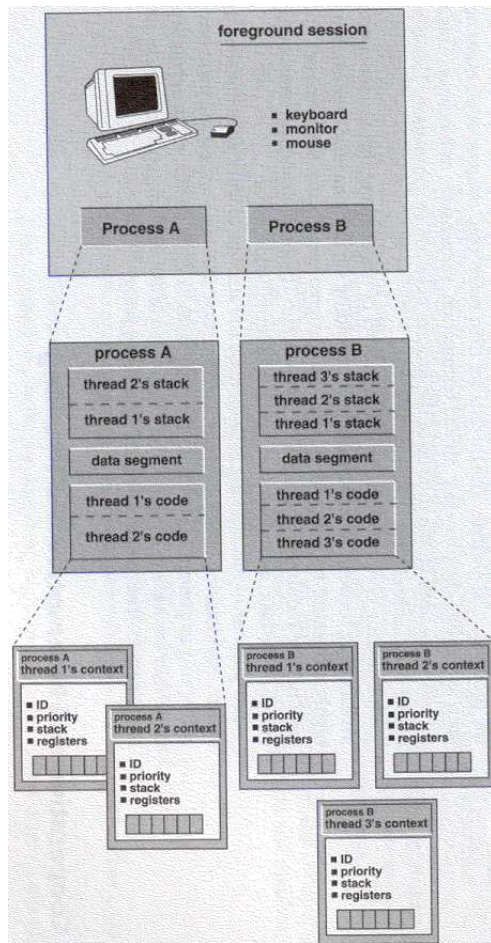 foreground session
▪ keyboard
▪ monitor
▪ mouse
Process A
Process B
process A
thread 2's stack
thread 1's stack
data segment
thread 1's code
thread 2's code
process B
thread 3's stack
thread 2's stack
thread 1's stack
data segment
thread 1's code
thread 2's code
thread 3's code
process A
thread 1's context
▪ ID
▪ priority
▪ stack
▪ registers
process A
thread 2's context
▪ ID
▪ priority
▪ stack
▪ registers
process B
thread 1's context
▪ ID
▪ priority
▪ stack
▪ registers
process B
thread 2's context
▪ ID
▪ priority
▪ stack
▪ registers
process B
thread 3's context
▪ ID
▪ priority
▪ stack
▪ registers